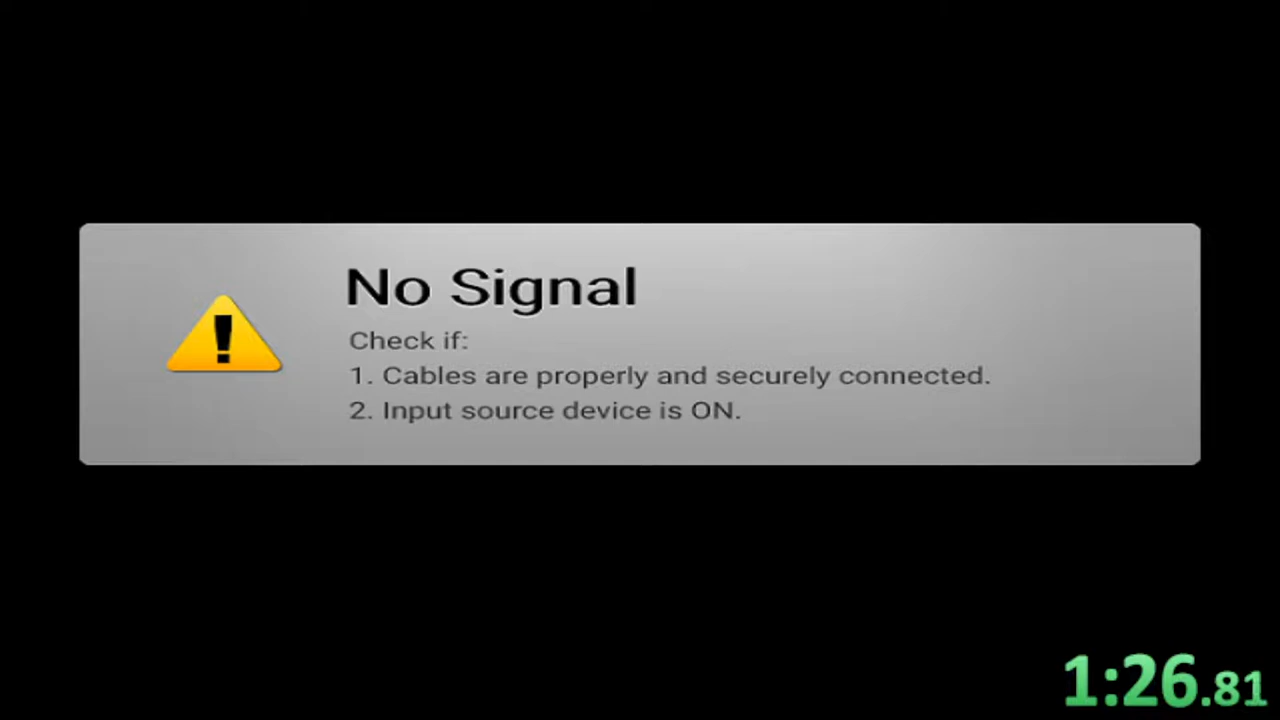 No Signal
Check if:
1. Cables are properly and securely connected.
2. Input source device is ON.
1:26.81